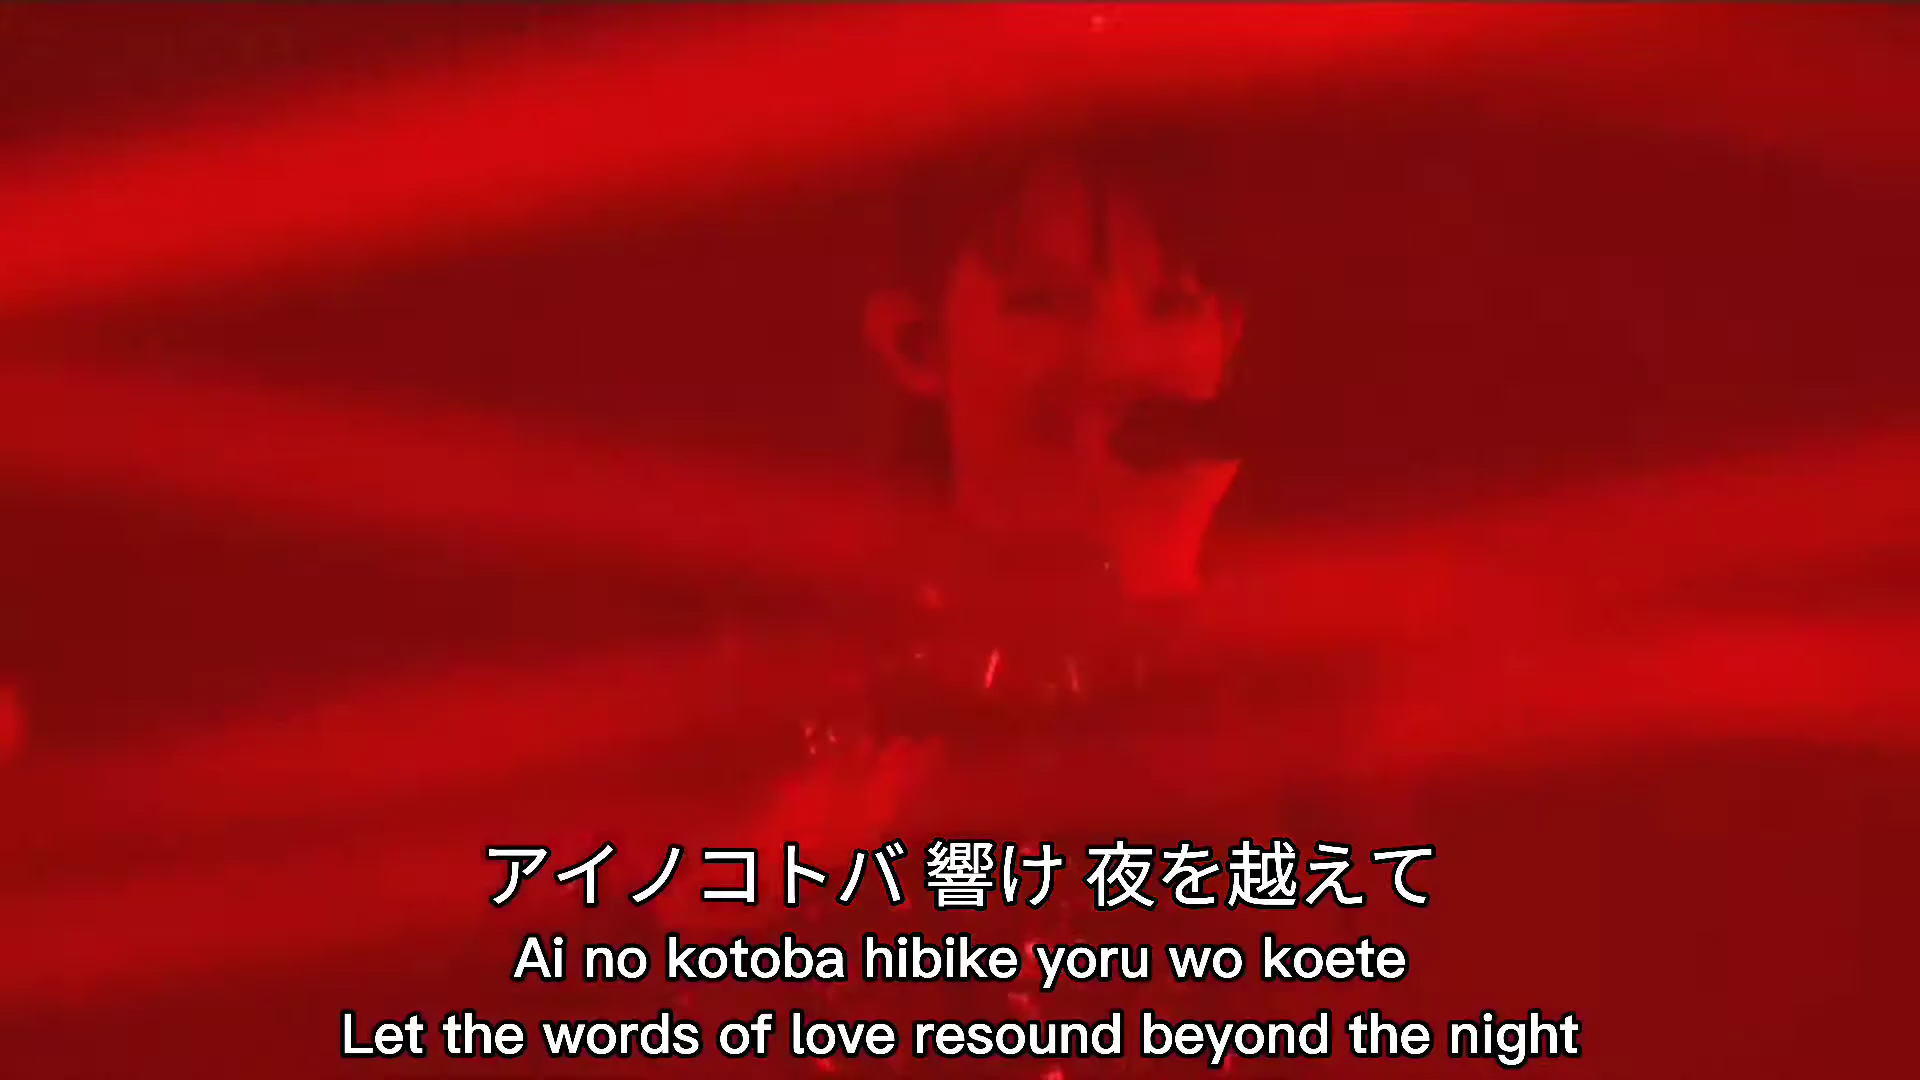 アイノコトバ 響け 夜を越えて
Ai no kotoba hibike yoru wo koete
Let the words of love resound beyond the night